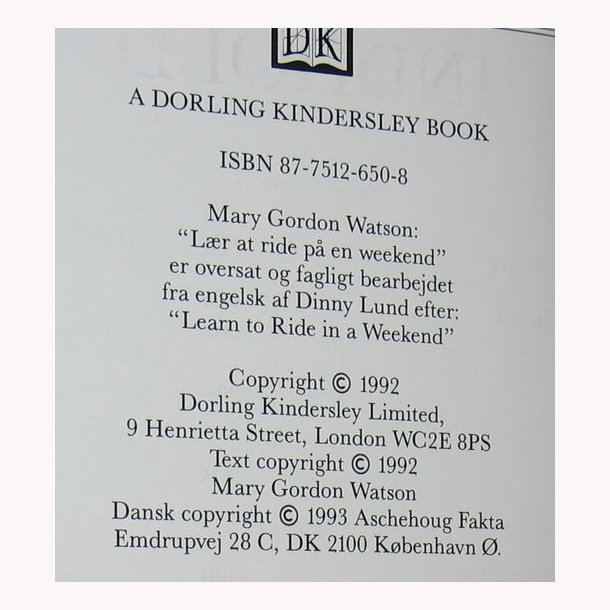 DK
A DORLING KINDERSLEY BOOK
ISBN 87-7512-650-8
Mary Gordon Watson:
“Lær at ride på en weekend”
er oversat og fagligt bearbejdet
fra engelsk af Dinny Lund efter:
“Learn to Ride in a Weekend”
Copyright © 1992
Dorling Kindersley Limited,
9 Henrietta Street, London WC2E 8PS
Text copyright © 1992
Mary Gordon Watson
Dansk copyright © 1993 Aschehoug Fakta
Emdrupvej 28 C, DK 2100 København Ø.